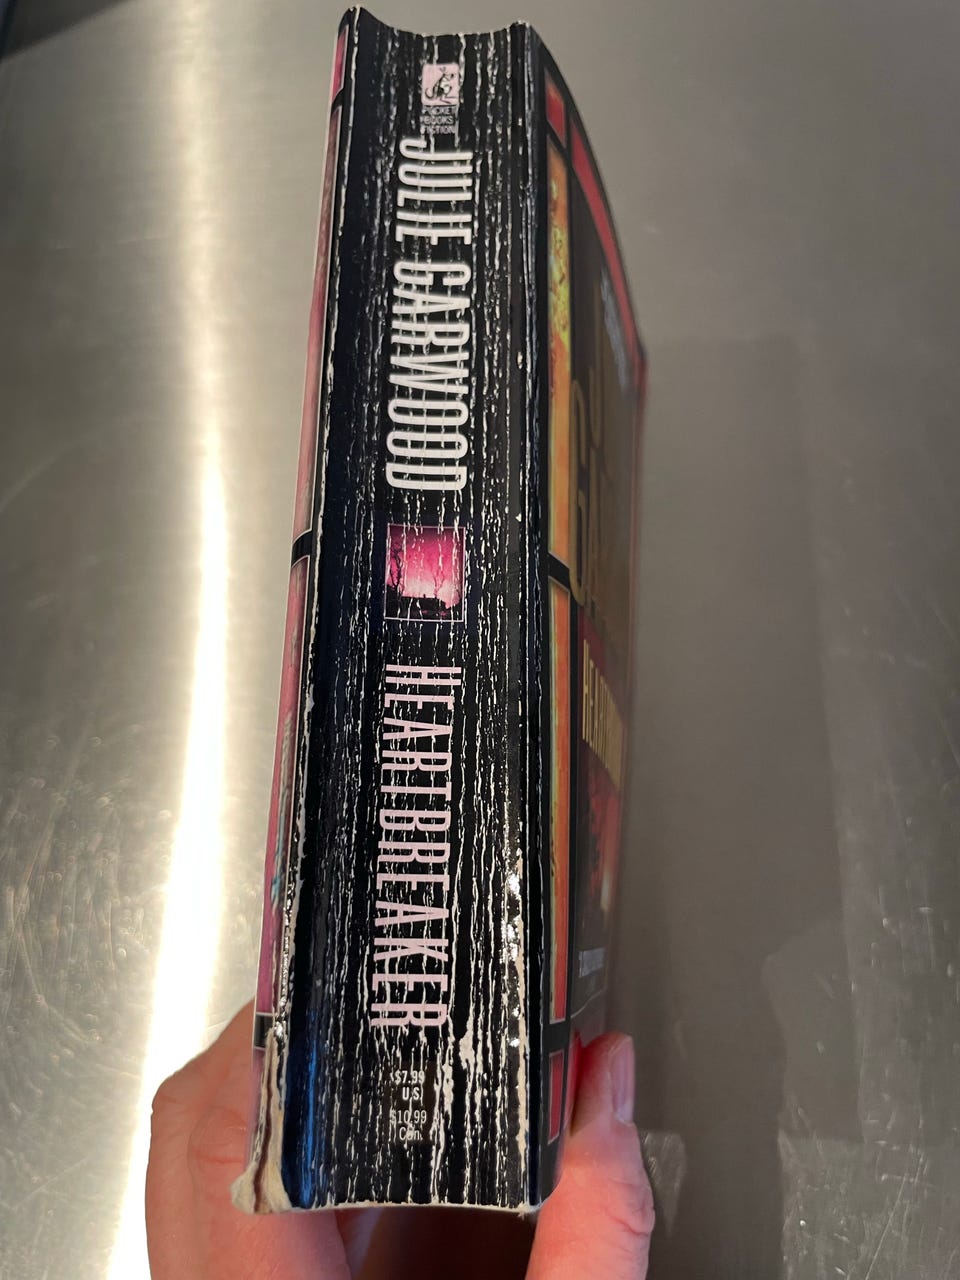 POCKET
BOOKS
FICTION
JULIE GARWOOD
HEARTBREAKER
$7.99
U.S.
$10.99
Can.